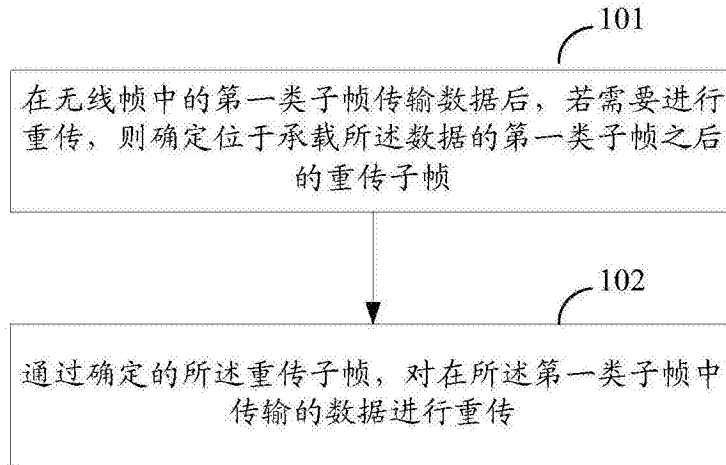 101
在无线帧中的第一类子帧传输数据后，若需要进行
重传，则确定位于承载所述数据的第一类子帧之后
的重传子帧
102
通过确定的所述重传子帧，对在所述第一类子帧中
传输的数据进行重传